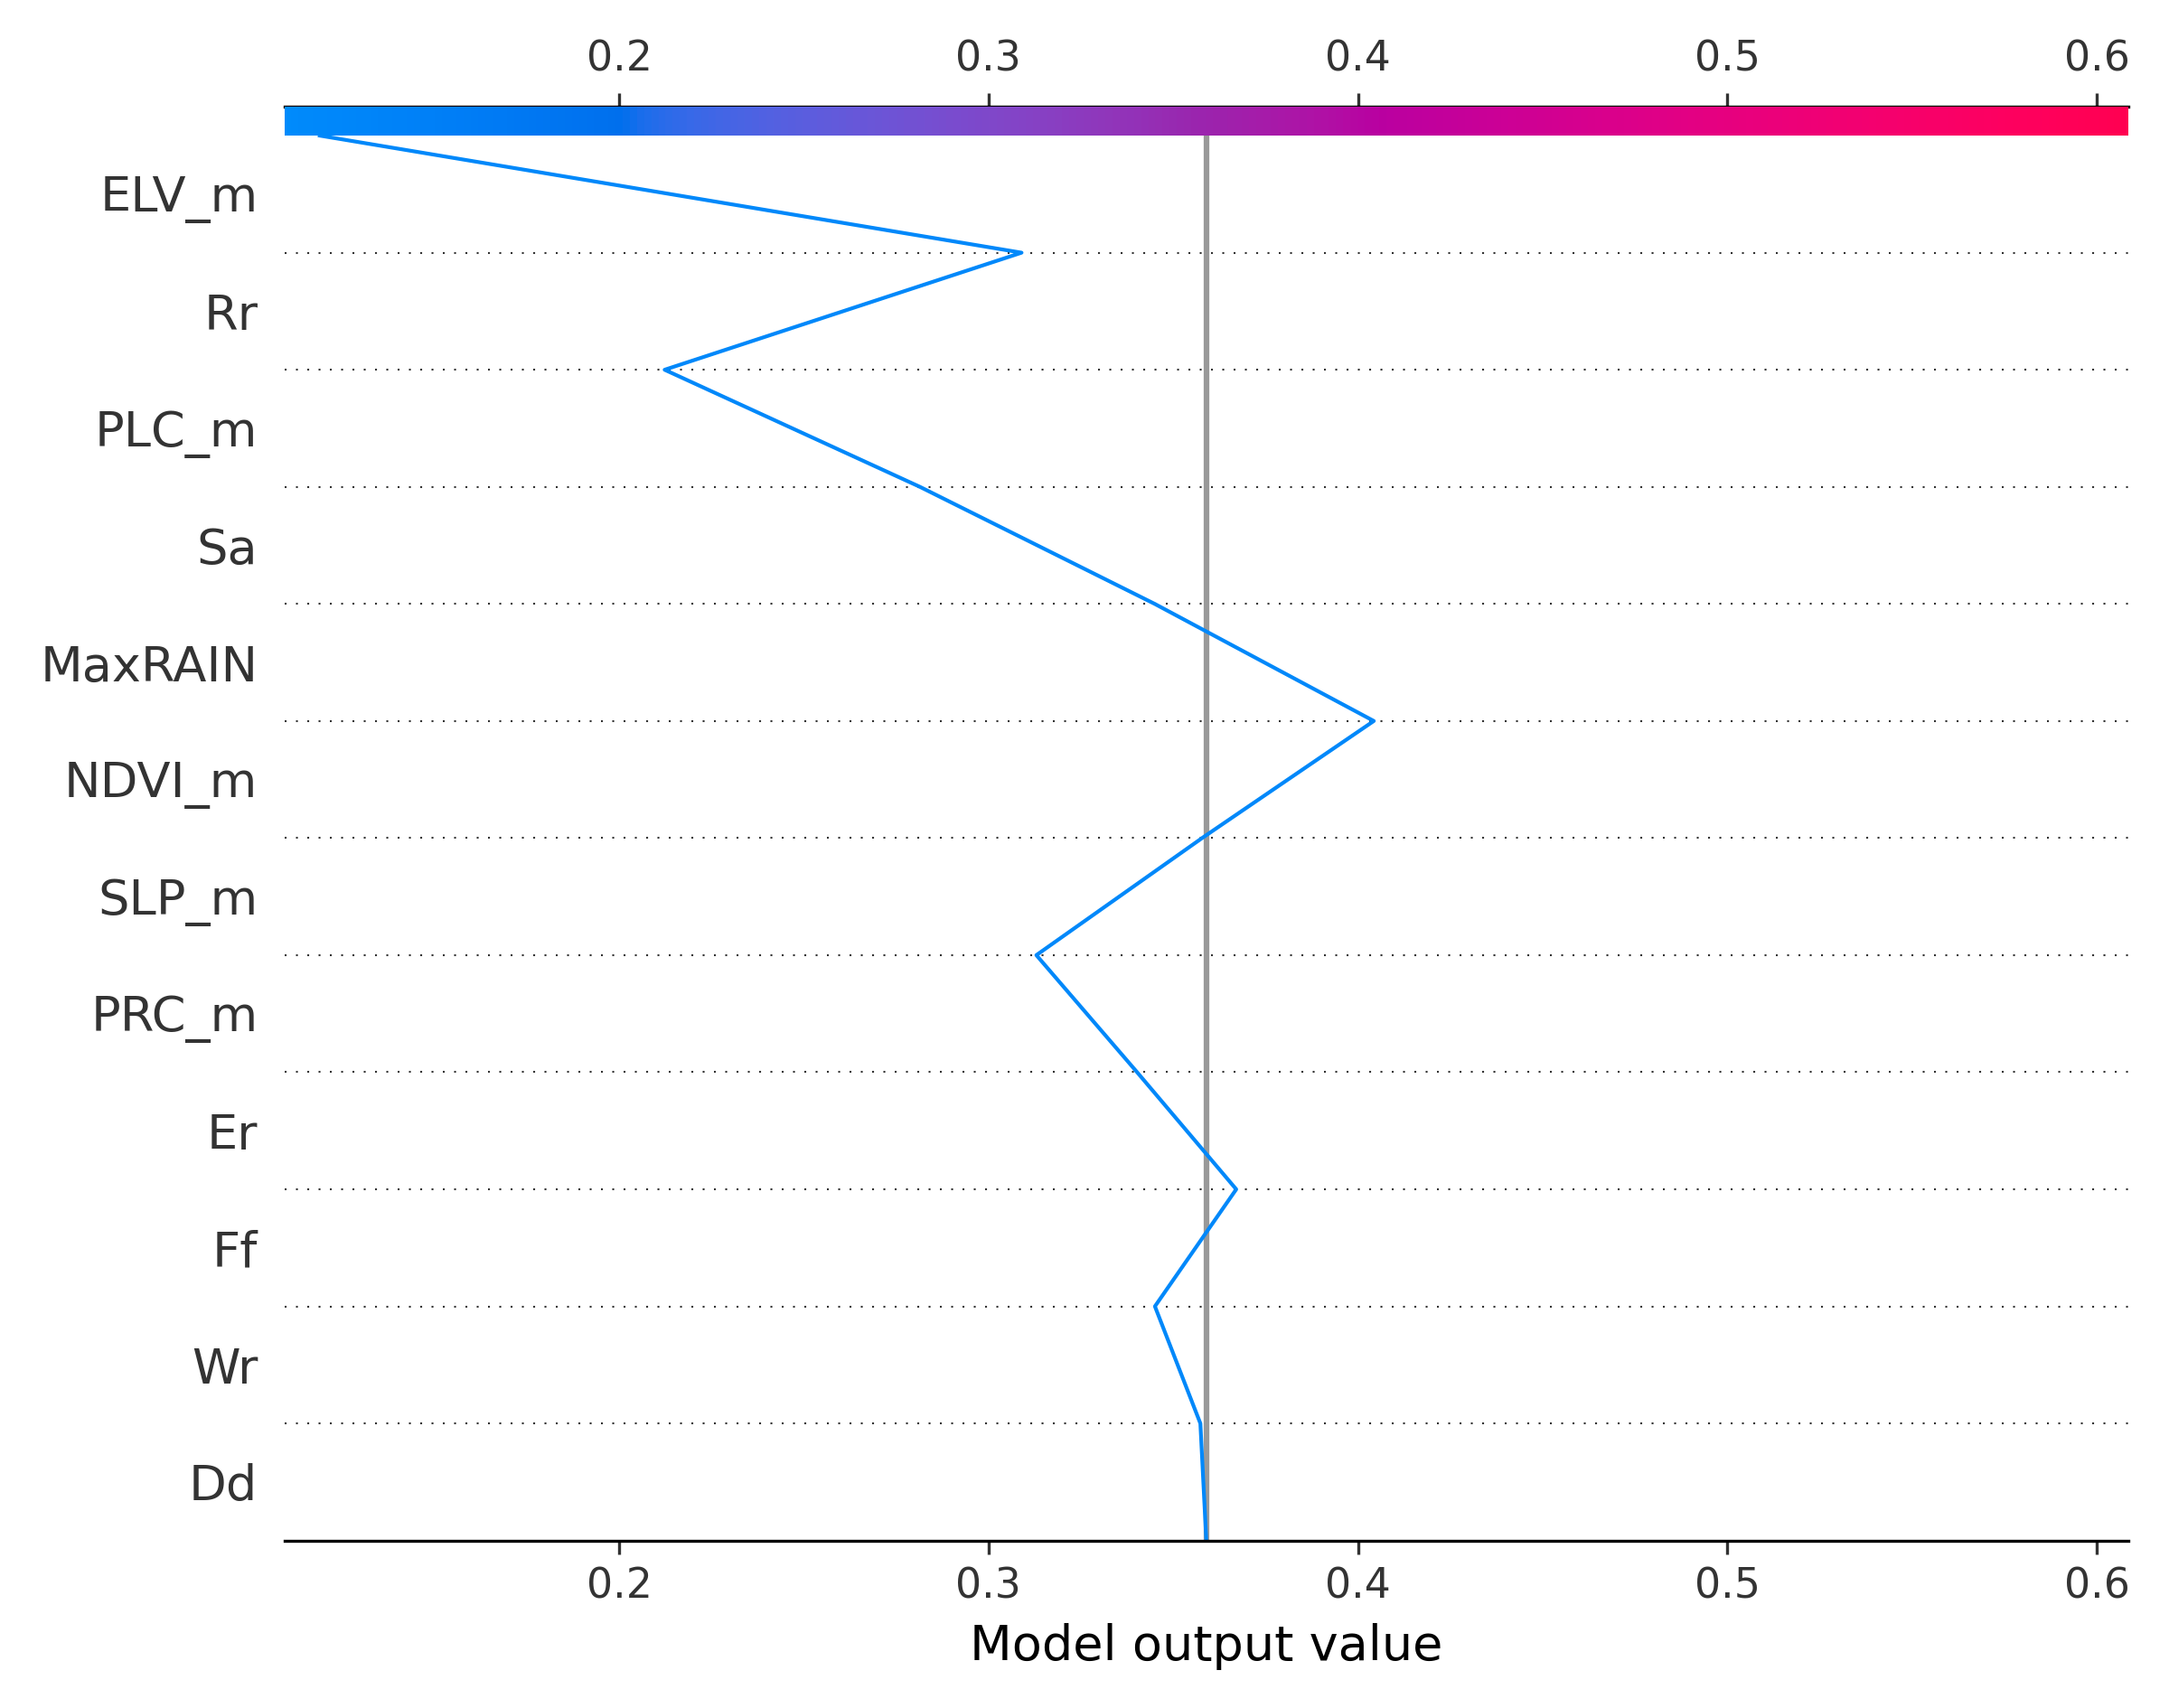 0.2 0.3 0.4 0.5 0.6
ELV_m
Rr
PLC_m
Sa
MaxRAIN
NDVI_m
SLP_m
PRC_m
Er
Ff
Wr
Dd
0.2 0.3 0.4 0.5 0.6
Model output value